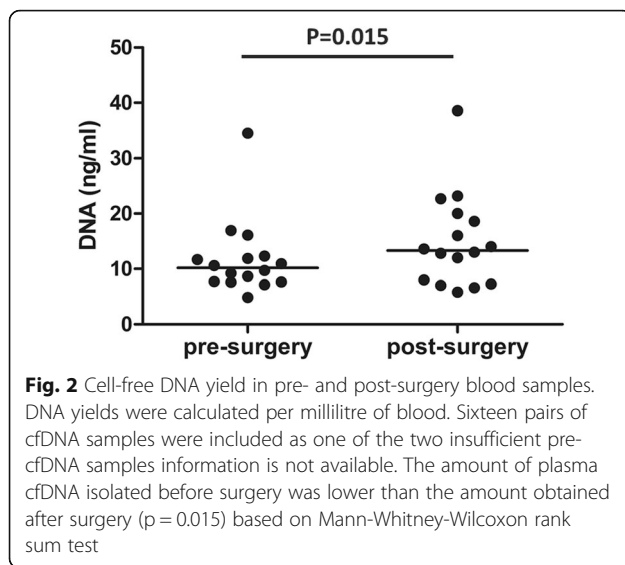 P=0.015
50
40
30
20
10
0
DNA (ng/ml)
pre-surgery post-surgery
Fig. 2 Cell-free DNA yield in pre- and post-surgery blood samples.
DNA yields were calculated per millilitre of blood. Sixteen pairs of
cfDNA samples were included as one of the two insufficient pre-
cfDNA samples information is not available. The amount of plasma
cfDNA isolated before surgery was lower than the amount obtained
after surgery (p = 0.015) based on Mann-Whitney-Wilcoxon rank
sum test